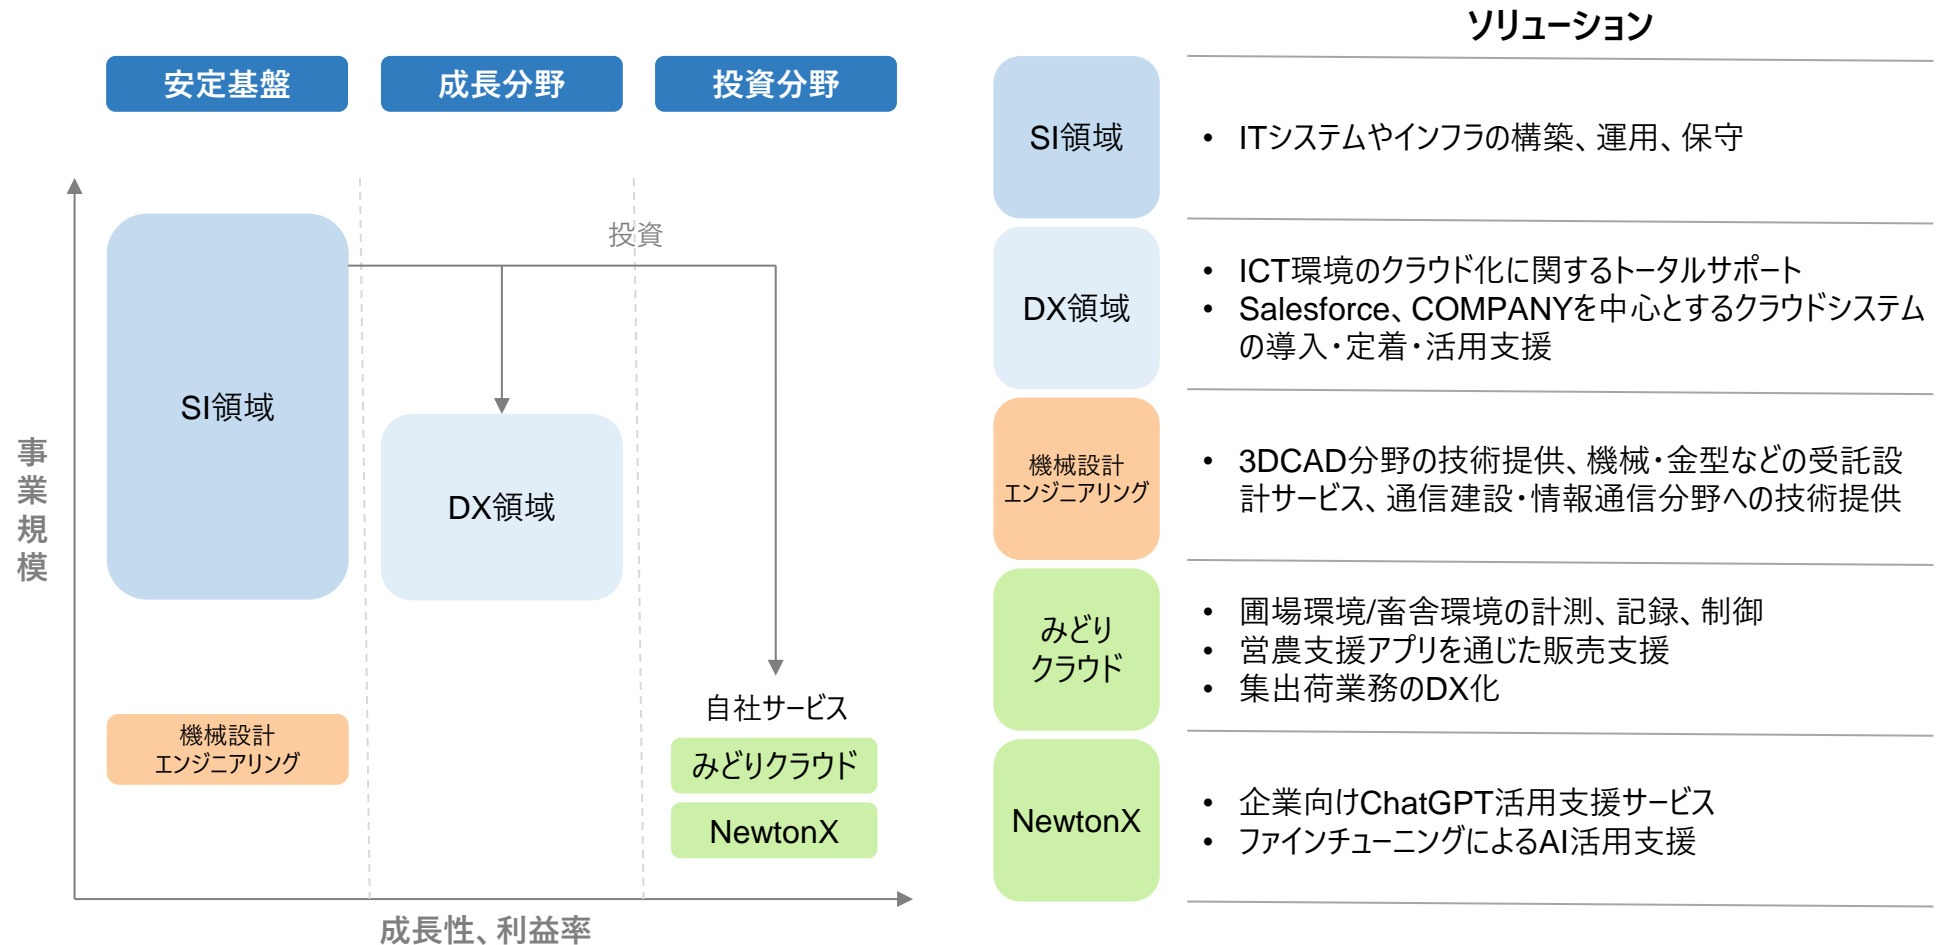 安定基盤
成長分野
投資分野
事業規模
投資
SI領域
DX領域
機械設計
エンジニアリング
自社サービス
みどりクラウド
NewtonX
成長性、利益率
ソリューション
SI領域
• ITシステムやインフラの構築、運用、保守
DX領域
• ICT環境のクラウド化に関するトータルサポート
• Salesforce、COMPANYを中心とするクラウドシステム
の導入・定着・活用支援
機械設計
エンジニアリング
• 3DCAD分野の技術提供、機械・金型などの受託設
計サービス、通信建設・情報通信分野への技術提供
みどり
クラウド
• 圃場環境/畜舎環境の計測、記録、制御
• 営農支援アプリを通じた販売支援
• 集出荷業務のDX化
NewtonX
• 企業向けChatGPT活用支援サービス
• ファインチューニングによるAI活用支援